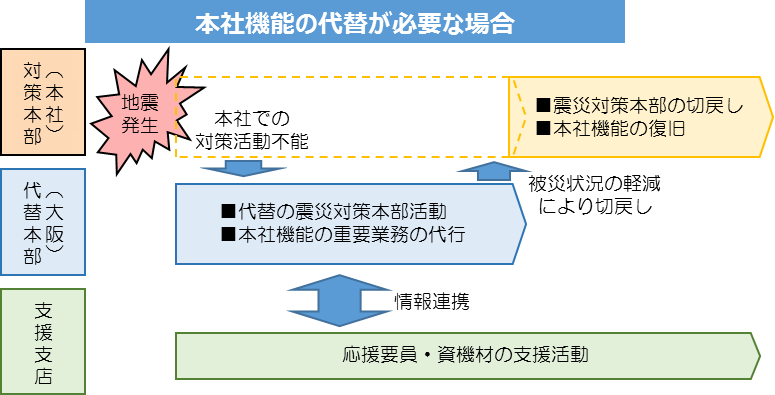 本社機能の代替が必要な場合
対策本部
（本社）
地震
発生
本社での
対策活動不能
■震災対策本部の切戻し
■本社機能の復旧
代替本部
（大阪）
■代替の震災対策本部活動
■本社機能の重要業務の代行
被災状況の軽減
により切戻し
情報連携
支援支店
応援要員・資機材の支援活動